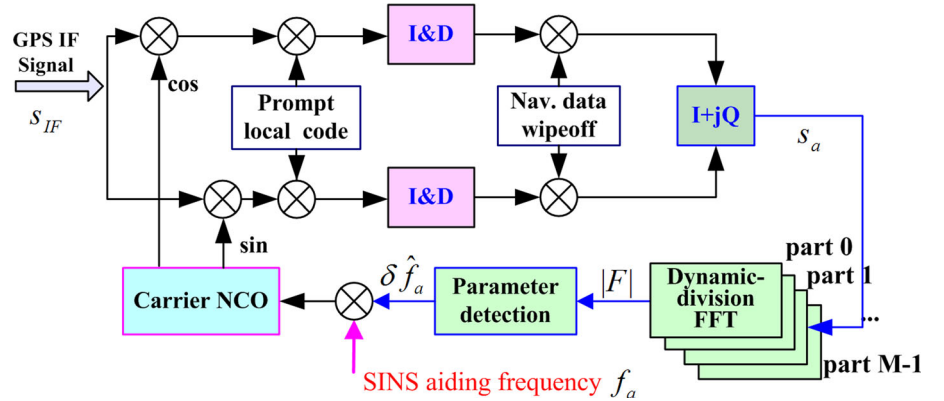 GPS IF
Signal
s_IF
cos
sin
I&D
Prompt
local code
I&D
Nav. data
wipeoff
I+jQ
s_a
part 0
part 1
...
part M-1
Dynamic-
division
FFT
|F|
Parameter
detection
δf̂_a
Carrier NCO
SINS aiding frequency f_a